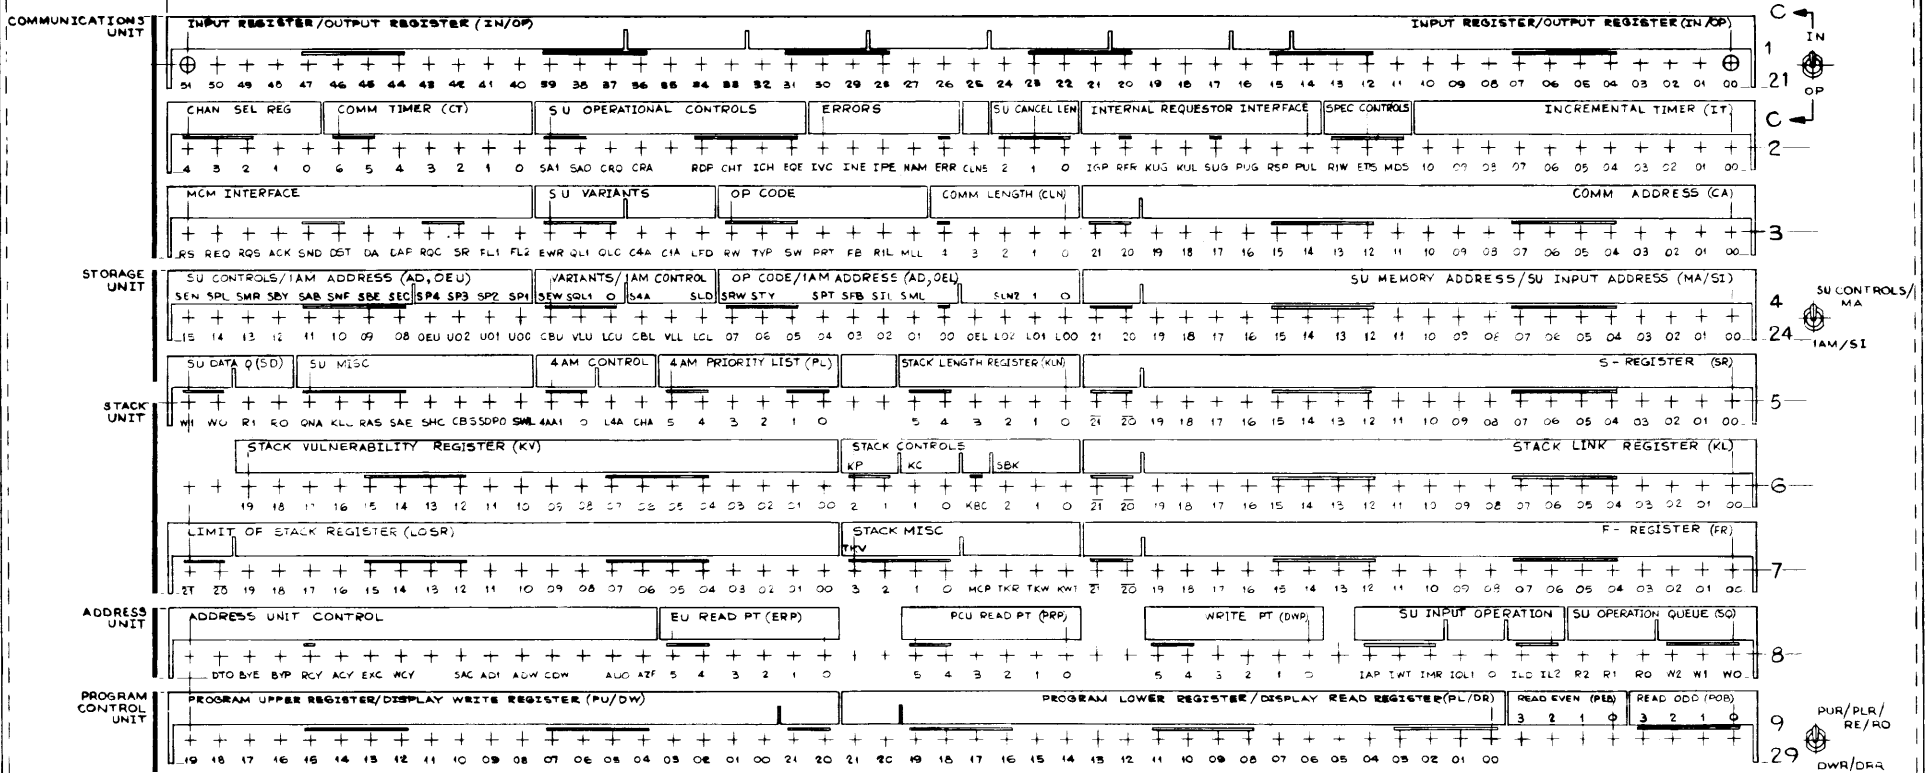 COMMUNICATIONS UNIT
INPUT REGISTER/OUTPUT REGISTER (IN/OP) INPUT REGISTER/OUTPUT REGISTER (IN/OP)
C
IN
1
21
OP
51 50 49 48 47 46 45 44 43 42 41 40 39 38 37 36 35 34 33 32 31 30 29 28 27 26 25 24 23 22 21 20 19 18 17 16 15 14 13 12 11 10 09 08 07 06 05 04 03 02 01 00
CHAN SEL REG COMM TIMER (CT) SU OPERATIONAL CONTROLS ERRORS SU CANCEL LEN INTERNAL REQUESTOR INTERFACE SPEC CONTROLS INCREMENTAL TIMER (IT)
C
2
4 3 2 1 0 6 5 4 3 2 1 0 SA1 SAO CRO CRA RDP CHT ICH EQE IVC INE IPE NAM ERR CLNS 2 1 0 IGP RFR KUG KUL SUG PUG RSP PUL R1W ETS MDS 10 09 08 07 06 05 04 03 02 01 00
MCM INTERFACE SU VARIANTS OP CODE COMM LENGTH (CLN) COMM ADDRESS (CA)
3
RS REQ RQS ACK SND DST DA CAF RQC SR FL1 FL2 EWR QL1 QLC C4A C1A LFD RW TYP SW PRT FB R1L MLL 4 3 2 1 0 21 20 19 18 17 16 15 14 13 12 11 10 09 08 07 06 05 04 03 02 01 00
STORAGE UNIT
SU CONTROLS/1AM ADDRESS (AD, OEU) VARIANTS/1AM CONTROL OP CODE/1AM ADDRESS (AD, OEL) SU MEMORY ADDRESS/SU INPUT ADDRESS (MA/SI)
SEN SPL SMR SBY SAB SNF SBE SEC SP4 SP3 SP2 SP1 SEW SQL1 0 S4A SLD SRW STY SPT SFB SIL SML SLN2 1 0
4
24
SU CONTROLS/ MA
1AM/SI
15 14 13 12 11 10 09 08 OEU U02 U01 U00 CBU VLU LCU CBL VLL LCL 07 06 05 04 03 02 01 00 OEL L02 L01 L00 21 20 19 18 17 16 15 14 13 12 11 10 09 08 07 06 05 04 03 02 01 00
SU DATA Q (SD) SU MISC 4AM CONTROL 4AM PRIORITY LIST (PL) STACK LENGTH REGISTER (KLN) S-REGISTER (SR)
STACK UNIT
5
W1 WO R1 RO QNA KLL RAS SAE SHC CBS SDPO SWL 4AA1 0 L4A CHA 5 4 3 2 1 0 5 4 3 2 1 0 21 20 19 18 17 16 15 14 13 12 11 10 09 08 07 06 05 04 03 02 01 00
STACK VULNERABILITY REGISTER (KV) STACK CONTROLS STACK LINK REGISTER (KL)
KP KC SBK
6
19 18 17 16 15 14 13 12 11 10 09 08 07 06 05 04 03 02 01 00 2 1 1 0 KBC 2 1 0 21 20 19 18 17 16 15 14 13 12 11 10 09 08 07 06 05 04 03 02 01 00
LIMIT OF STACK REGISTER (LOSR) STACK MISC F-REGISTER (FR)
TKV
7
21 20 19 18 17 16 15 14 13 12 11 10 09 08 07 06 05 04 03 02 01 00 3 2 1 0 MCP TKR TKW KWT 21 20 19 18 17 16 15 14 13 12 11 10 09 08 07 06 05 04 03 02 01 00
ADDRESS UNIT
ADDRESS UNIT CONTROL EU READ PT (ERP) PCU READ PT (PRP) WRITE PT (DWP) SU INPUT OPERATION SU OPERATION QUEUE (SQ)
8
DTO BYE BYP RCY ACY EXC WCY SAC AD1 ADW CDW AUO AZF 5 4 3 2 1 0 5 4 3 2 1 0 5 4 3 2 1 0 IAP IWT IMR IQL1 0 ILD IL2 R2 R1 RO W2 W1 WO
PROGRAM CONTROL UNIT
PROGRAM UPPER REGISTER/DISPLAY WRITE REGISTER (PU/DW) PROGRAM LOWER REGISTER/DISPLAY READ REGISTER (PL/DR) READ EVEN (PEB) READ ODD (POB)
3 2 1 0 3 2 1 0
9
29
PUR/PLR/ RE/RO
DWR/DRR
19 18 17 16 15 14 13 12 11 10 09 08 07 06 05 04 03 02 01 00 21 20 21 20 19 18 17 16 15 14 13 12 11 10 09 08 07 06 05 04 03 02 01 00